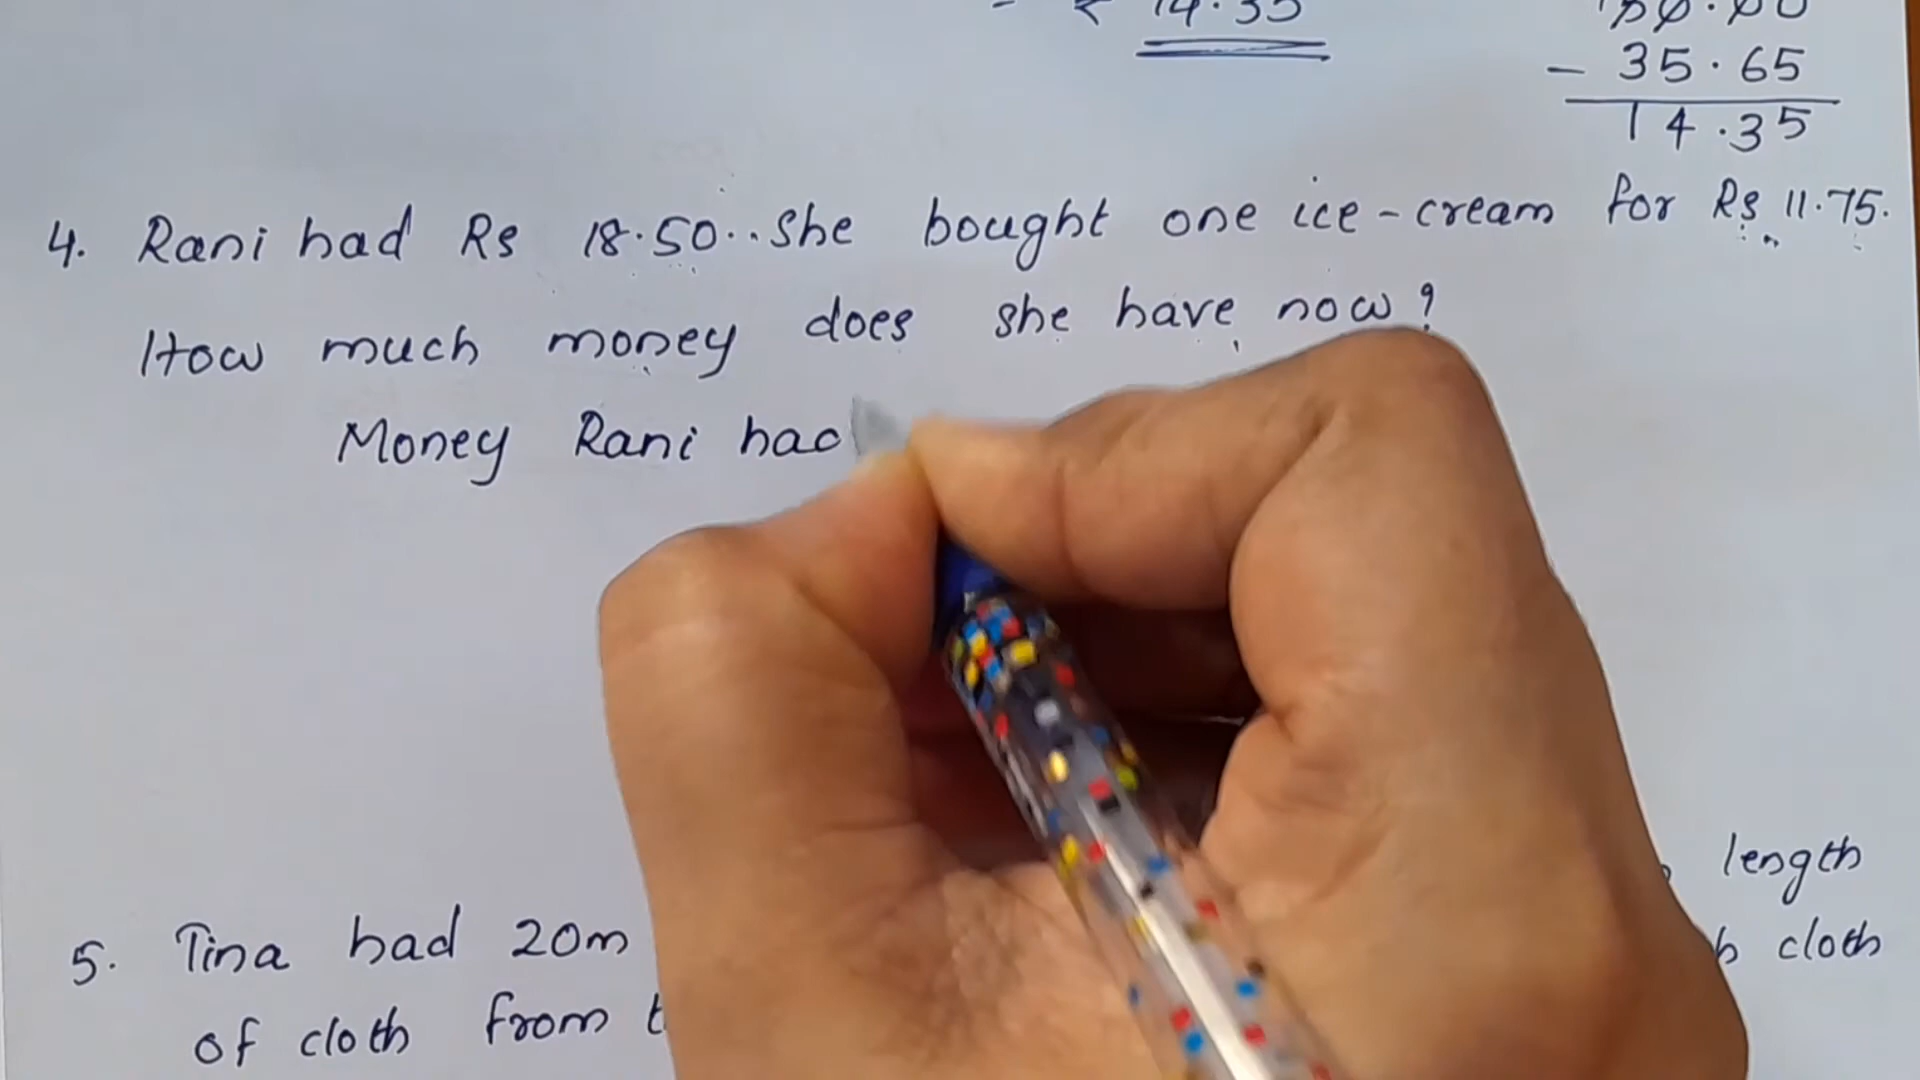 ₹ 14.35
- 35.65
14.35
4. Rani had Rs 18.50. She bought one ice-cream for Rs 11.75.
How much money does she have now?
Money Rani had
length
5. Tina had 20m
cloth
of cloth from